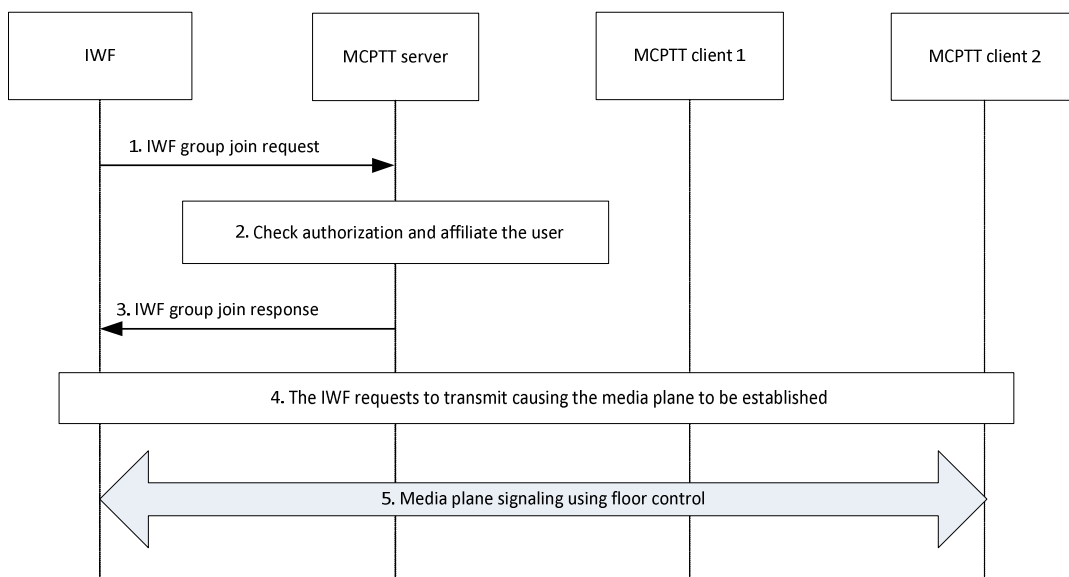 IWF
MCPTT server
MCPTT client 1
MCPTT client 2
1. IWF group join request
2. Check authorization and affiliate the user
3. IWF group join response
4. The IWF requests to transmit causing the media plane to be established
5. Media plane signaling using floor control